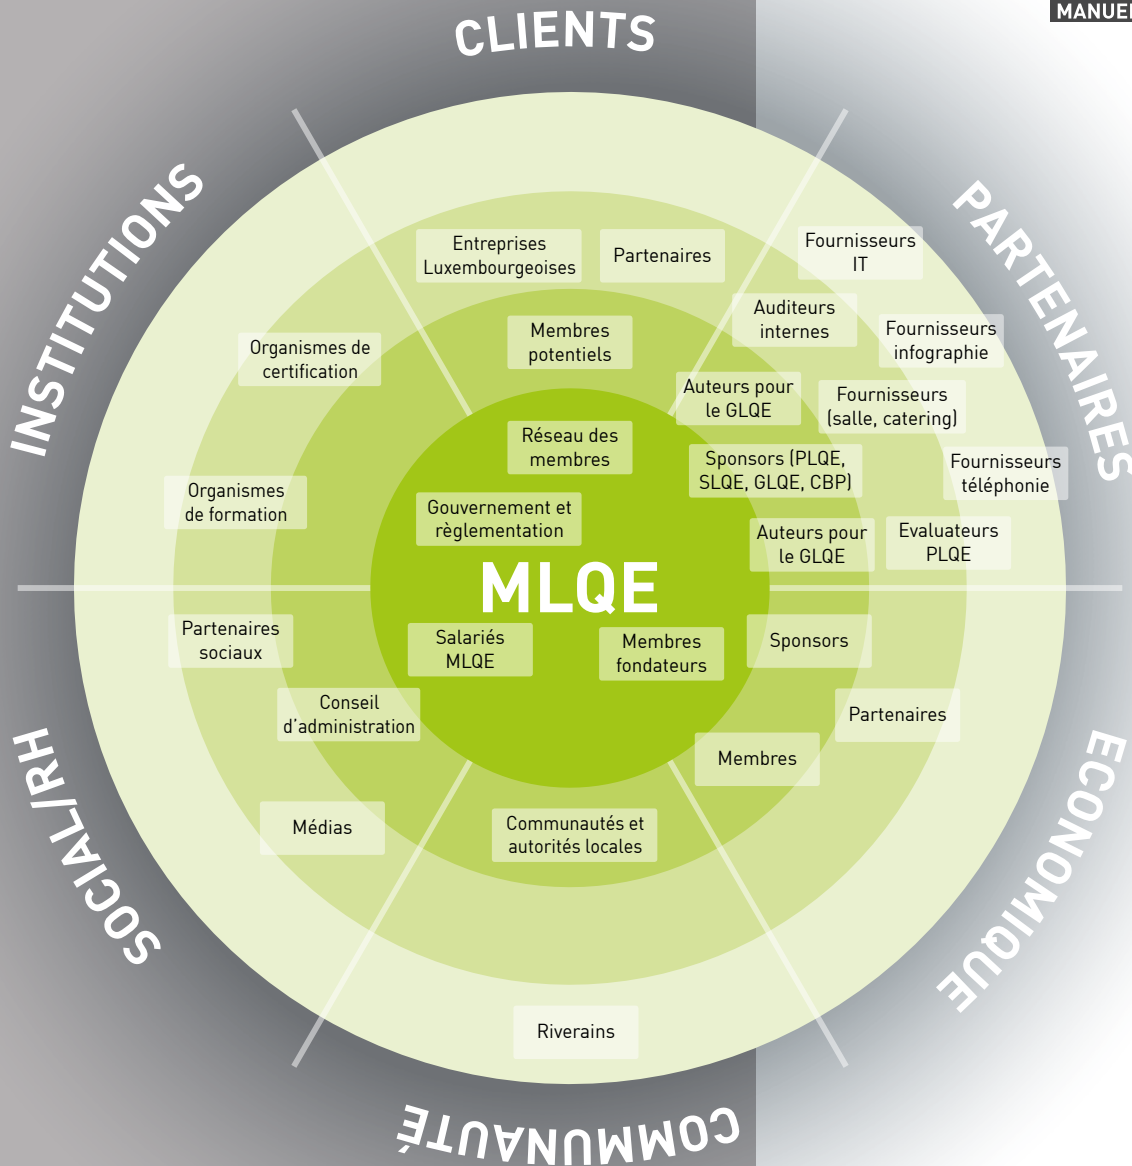 MANUEL
CLIENTS
INSTITUTIONS
PARTENAIRES
Entreprises
Luxembourgeoises
Partenaires
Fournisseurs
IT
Auditeurs
internes
Fournisseurs
infographie
Membres
potentiels
Organismes de
certification
Auteurs pour
le GLQE
Fournisseurs
(salle, catering)
Réseau des
membres
Sponsors (PLQE,
SLQE, GLQE, CBP)
Fournisseurs
téléphonie
Organismes
de formation
Gouvernement et
règlementation
Auteurs pour
le GLQE
Evaluateurs
PLQE
MLQE
Partenaires
sociaux
Salariés
MLQE
Membres
fondateurs
Sponsors
Conseil
d'administration
Partenaires
Membres
Médias
Communautés et
autorités locales
Riverains
SOCIAL/RH
ECONOMIQUE
COMMUNAUTÉ